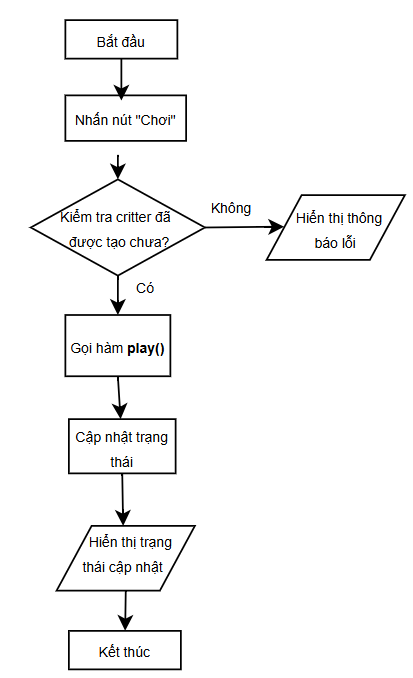 Bắt đầu
Nhấn nút "Chơi"
Kiểm tra critter đã
được tạo chưa?
Không
Hiển thị thông
báo lỗi
Có
Gọi hàm play()
Cập nhật trạng
thái
Hiển thị trạng
thái cập nhật
Kết thúc